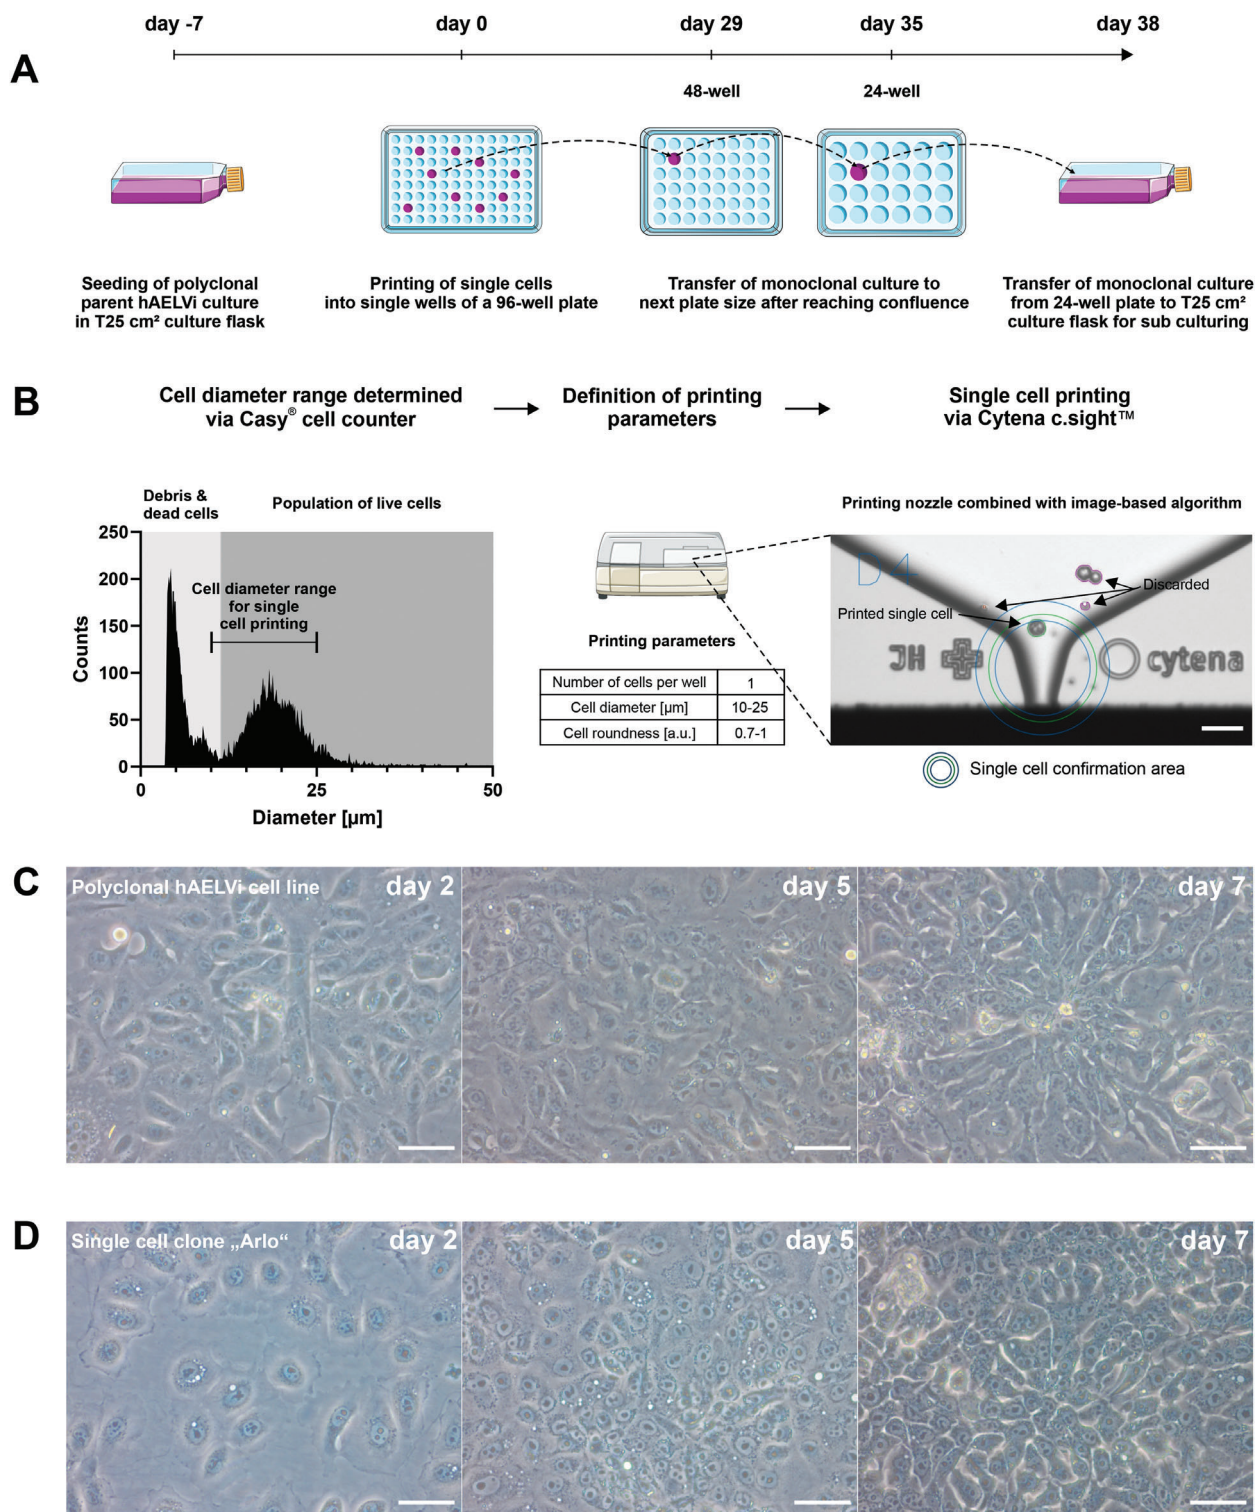 day -7
day 0
day 29
day 35
day 38
A
48-well
24-well
Seeding of polyclonal
parent hAELVi culture
in T25 cm² culture flask
Printing of single cells
into single wells of a 96-well plate
Transfer of monoclonal culture to
next plate size after reaching confluence
Transfer of monoclonal culture
from 24-well plate to T25 cm²
culture flask for sub culturing
B
Cell diameter range determined
via Casy® cell counter
Definition of printing
parameters
Single cell printing
via Cytena c.sight™
Debris &
dead cells
Population of live cells
Cell diameter range
for single
cell printing
Counts
250
200
150
100
50
0
0
25
50
Diameter [µm]
Printing parameters
Number of cells per well 1
Cell diameter [µm] 10-25
Cell roundness [a.u.] 0.7-1
Printing nozzle combined with image-based algorithm
D4
Discarded
Printed single cell
JH
cytena
Single cell confirmation area
C
Polyclonal hAELVi cell line
day 2
day 5
day 7
D
Single cell clone „Arlo“
day 2
day 5
day 7